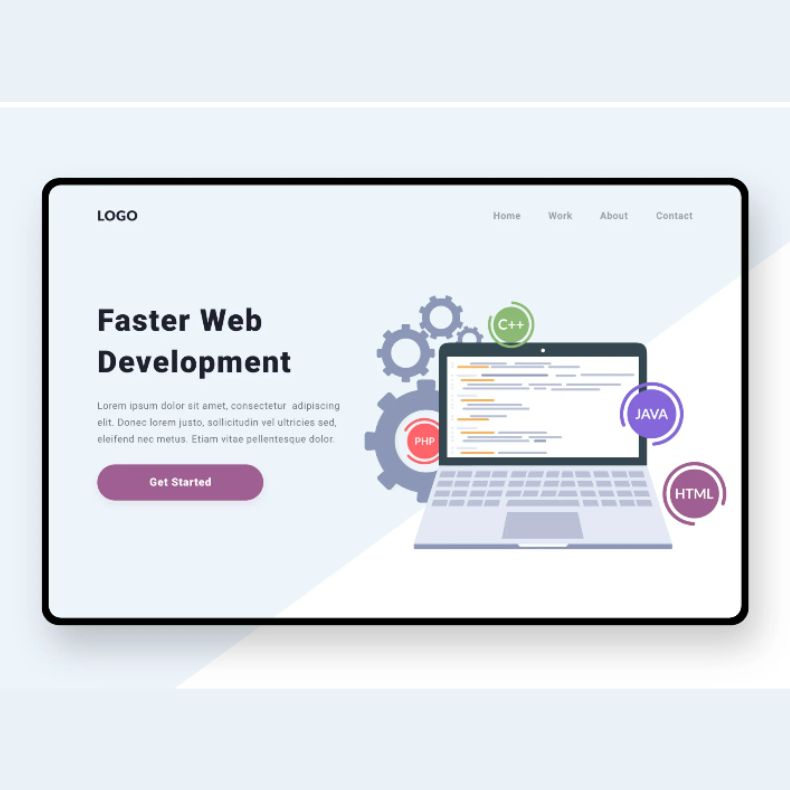 LOGO
Home Work About Contact
Faster Web
Development
Lorem ipsum dolor sit amet, consectetur adipiscing
elit. Donec lorem justo, sollicitudin vel ultricies sed,
eleifend nec metus. Etiam vitae pellentesque dolor.
Get Started
C++
JAVA
PHP
HTML